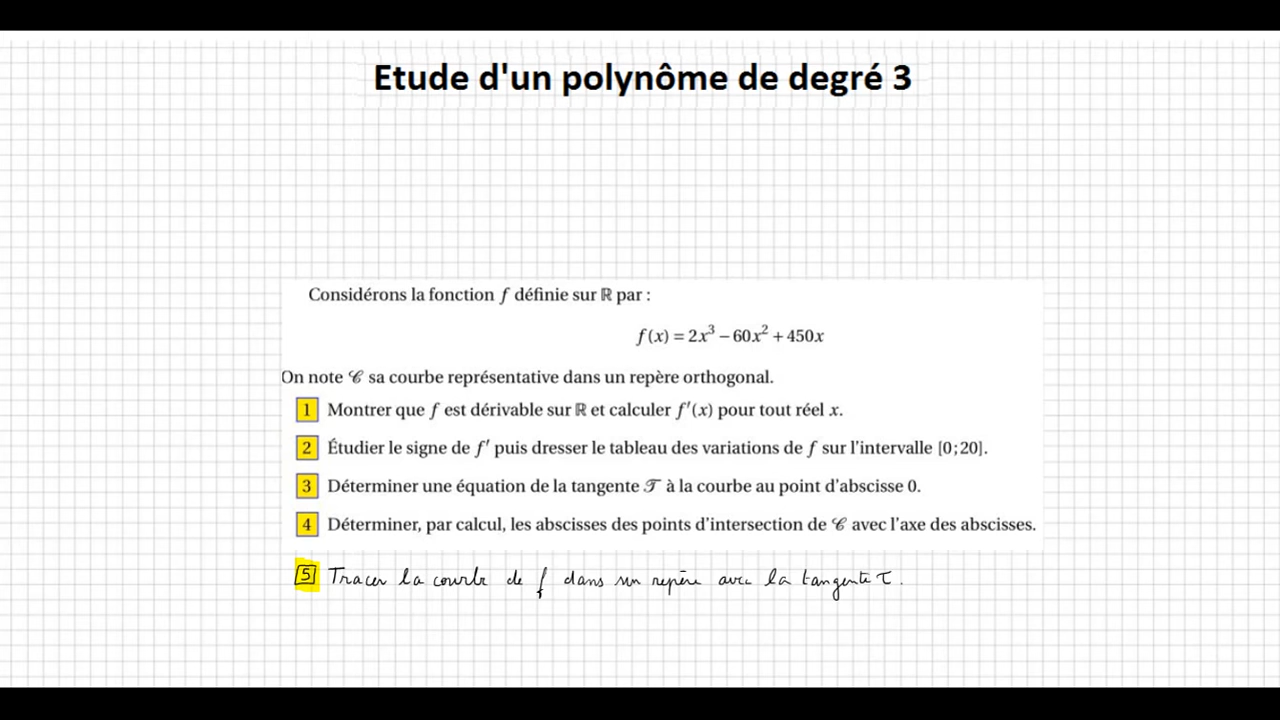 Etude d'un polynôme de degré 3
Considérons la fonction f définie sur ℝ par :
f(x) = 2x³ − 60x² + 450x
On note 𝒞 sa courbe représentative dans un repère orthogonal.
1 Montrer que f est dérivable sur ℝ et calculer f′(x) pour tout réel x.
2 Étudier le signe de f′ puis dresser le tableau des variations de f sur l'intervalle [0;20].
3 Déterminer une équation de la tangente 𝒯 à la courbe au point d'abscisse 0.
4 Déterminer, par calcul, les abscisses des points d'intersection de 𝒞 avec l'axe des abscisses.
5 Tracer la courbe de f dans un repère avec la tangente τ.